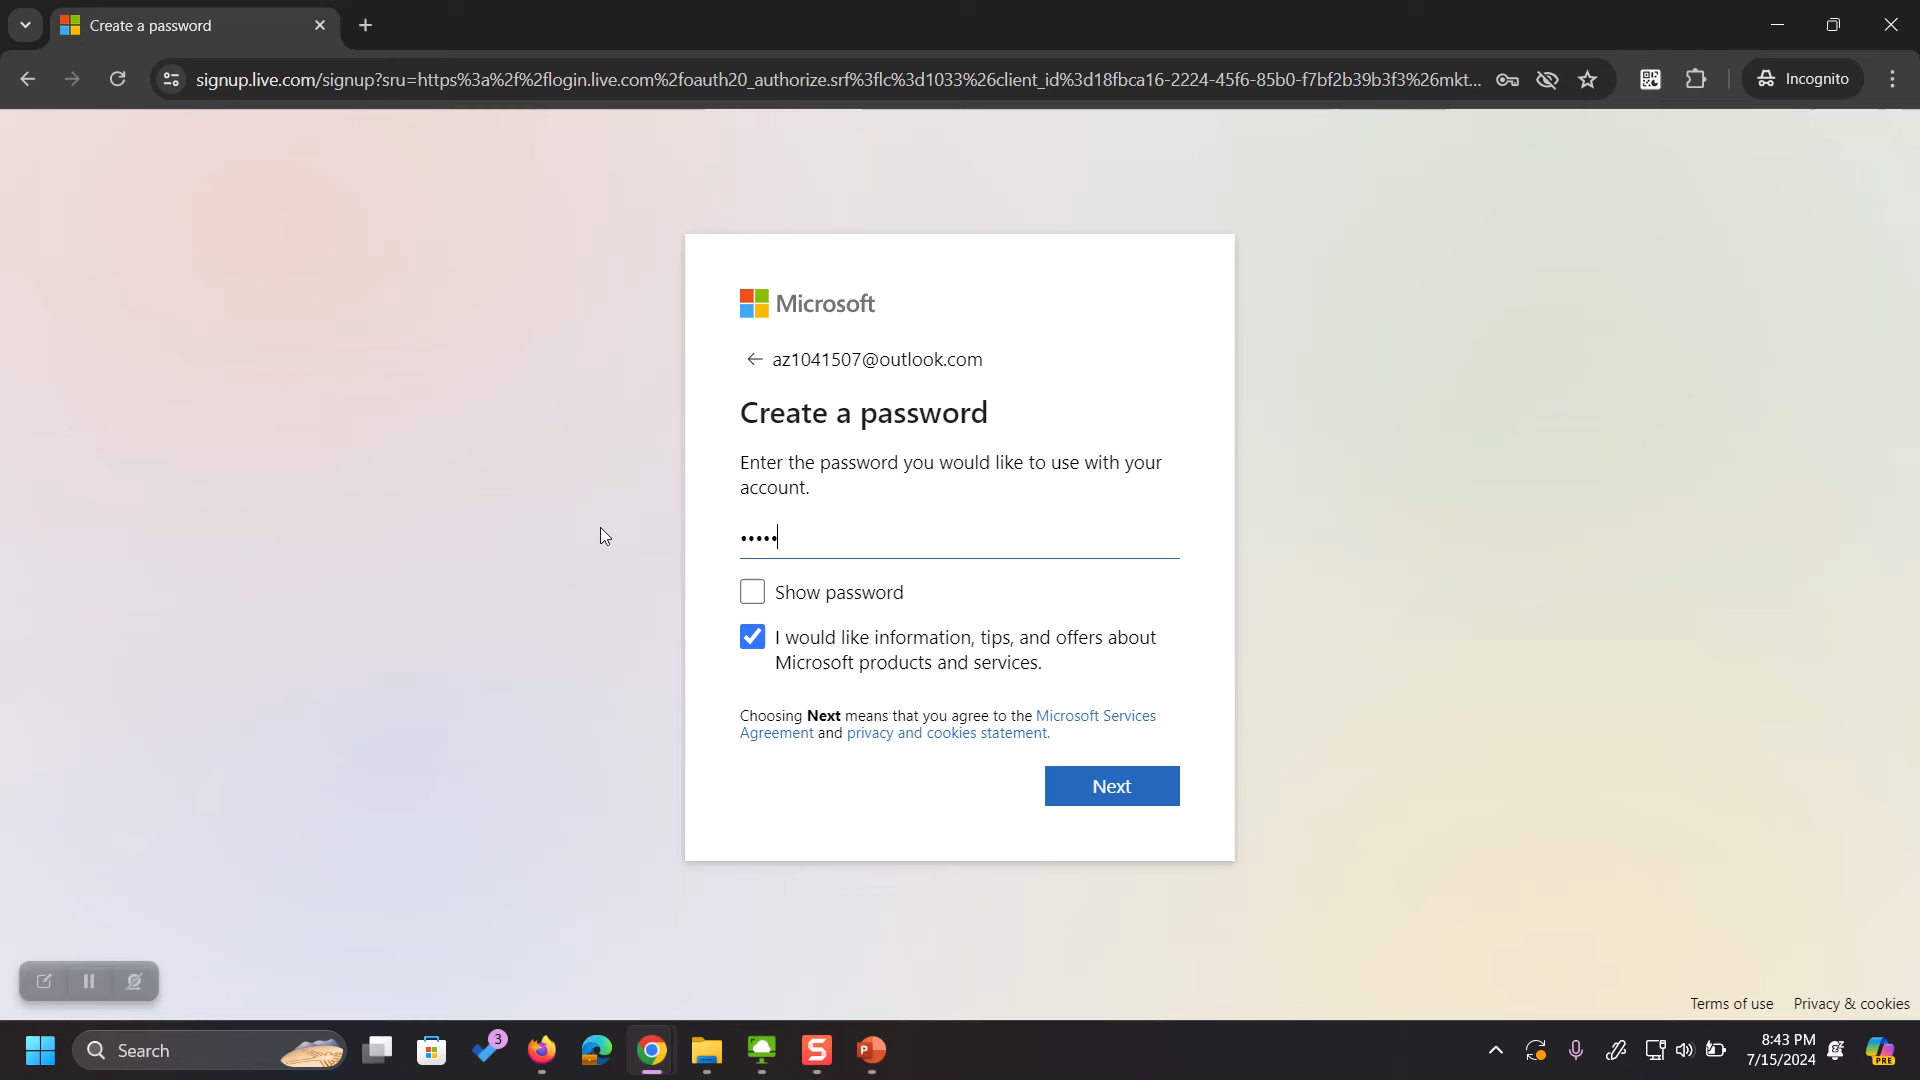 Create a password
signup.live.com/signup?sru=https%3a%2f%2flogin.live.com%2foauth20_authorize.srf%3flc%3d1033%26client_id%3d18fbca16-2224-45f6-85b0-f7bf2b39b3f3%26mkt...
Incognito
Microsoft
az1041507@outlook.com
Create a password
Enter the password you would like to use with your
account.
•••••
Show password
I would like information, tips, and offers about
Microsoft products and services.
Choosing Next means that you agree to the Microsoft Services
Agreement and privacy and cookies statement.
Next
Terms of use Privacy & cookies
Search
3
S
P
8:43 PM
7/15/2024
PRE